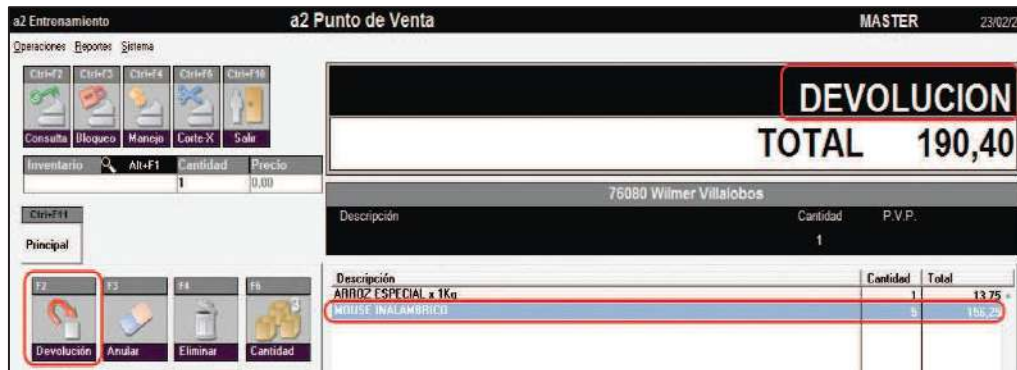 a2 Entrenamiento a2 Punto de Venta MASTER 23/02/2
Operaciones Reportes Sistema
Ctrl+F2 Ctrl+F3 Ctrl+F4 Ctrl+F6 Ctrl+F10
Consulta Bloqueo Manejo Corte-X Salir
DEVOLUCION
TOTAL 190,40
Inventario Alt+F1 Cantidad Precio
1 0,00
76080 Wilmer Villalobos
Ctrl+F11
Principal
Descripción Cantidad P.V.P.
1
F2 F3 F4 F6
3
Devolución Anular Eliminar Cantidad
Descripción Cantidad Total
ARROZ ESPECIAL x 1Kg 1 13,75
MOUSE INALAMBRICO 5 156,25